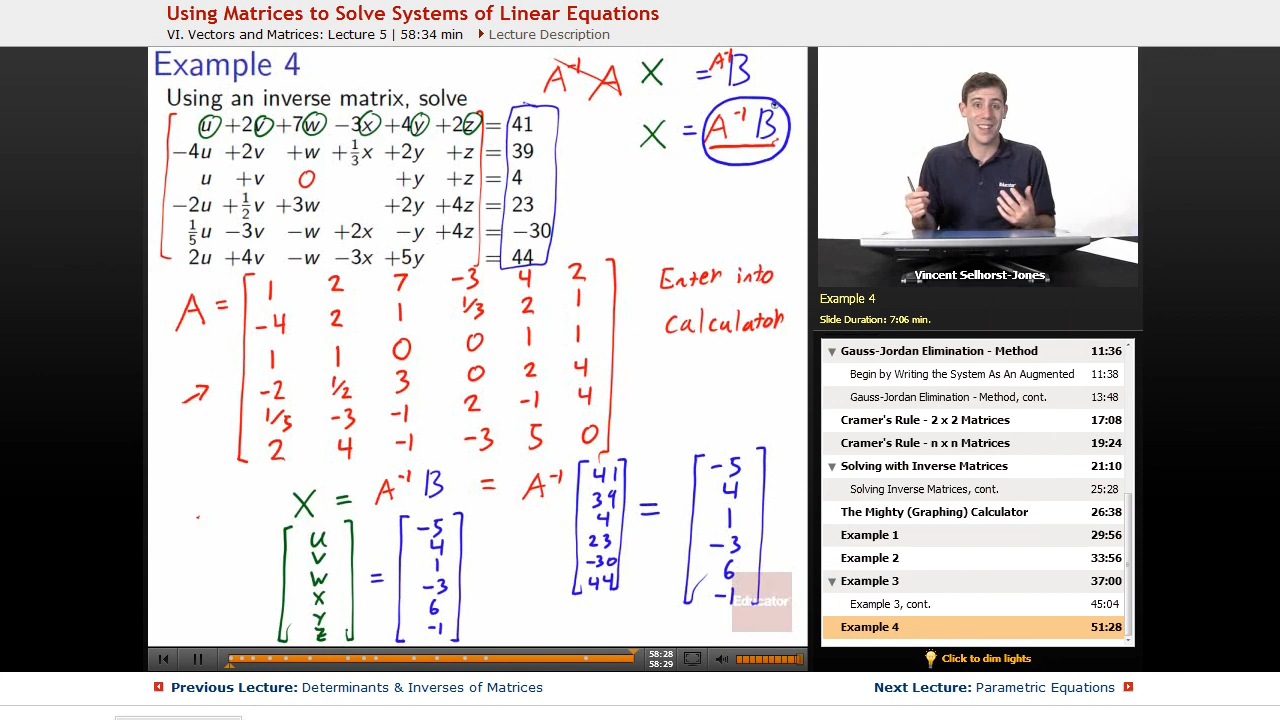 Using Matrices to Solve Systems of Linear Equations
VI. Vectors and Matrices: Lecture 5 | 58:34 min
Lecture Description
Example 4
A⁻¹ A X = A⁻¹ B
Using an inverse matrix, solve
X = A⁻¹ B
u +2v +7w −3x +4y +2z = 41
−4u +2v +w +1/3x +2y +z = 39
u +v 0 +y +z = 4
−2u +1/2v +3w +2y +4z = 23
1/5u −3v −w +2x −y +4z = −30
2u +4v −w −3x +5y = 44
A =
1 2 7 -3 4 2
-4 2 1 1/3 2 1
1 1 0 0 1 1
-2 1/2 3 0 2 4
1/5 -3 -1 2 -1 4
2 4 -1 -3 5 0
Enter into
Calculator
X = A⁻¹ B = A⁻¹
41
39
4
23
-30
44
=
-5
4
1
-3
6
-1
u
v
w
x
y
z
=
-5
4
1
-3
6
-1
Educator
Educator
Vincent Selhorst-Jones
Example 4
Slide Duration: 7:06 min.
Gauss-Jordan Elimination - Method 11:36
Begin by Writing the System As An Augmented 11:38
Gauss-Jordan Elimination - Method, cont. 13:48
Cramer's Rule - 2 x 2 Matrices 17:08
Cramer's Rule - n x n Matrices 19:24
Solving with Inverse Matrices 21:10
Solving Inverse Matrices, cont. 25:28
The Mighty (Graphing) Calculator 26:38
Example 1 29:56
Example 2 33:56
Example 3 37:00
Example 3, cont. 45:04
Example 4 51:28
58:28
58:29
Click to dim lights
Previous Lecture: Determinants & Inverses of Matrices
Next Lecture: Parametric Equations